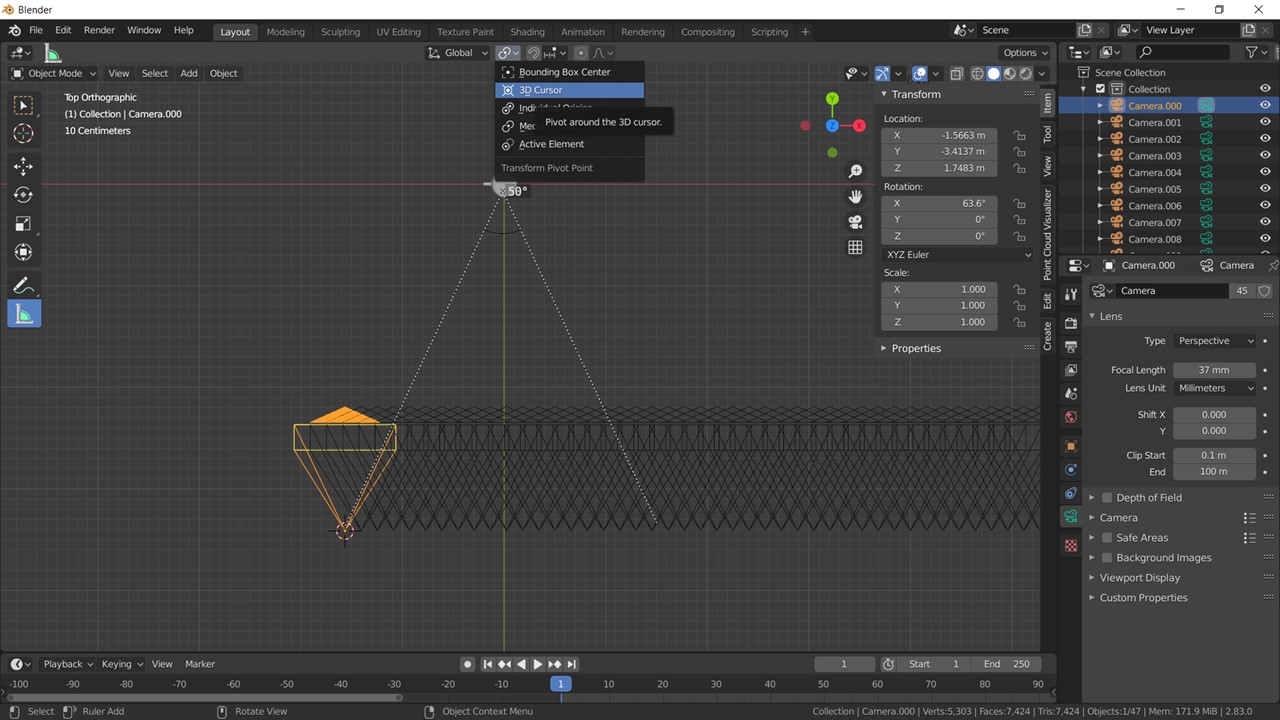 Blender
File Edit Render Window Help Layout Modeling Sculpting UV Editing Texture Paint Shading Animation Rendering Compositing Scripting + Scene View Layer
Global Options
Object Mode View Select Add Object
Bounding Box Center
3D Cursor
Individual Origins
Pivot around the 3D cursor.
Active Element
Transform Pivot Point
Top Orthographic
(1) Collection | Camera.000
10 Centimeters
50°
Y
Z X
Transform
Location:
X -1.5663 m
Y -3.4137 m
Z 1.7483 m
Rotation:
X 63.6°
Y 0°
Z 0°
XYZ Euler
Scale:
X 1.000
Y 1.000
Z 1.000
Properties
Item
Tool
View
Point Cloud Visualizer
Edit
Create
Scene Collection
Collection
Camera.000
Camera.001
Camera.002
Camera.003
Camera.004
Camera.005
Camera.006
Camera.007
Camera.008
Camera.000 Camera
Camera 45
Lens
Type Perspective
Focal Length 37 mm
Lens Unit Millimeters
Shift X 0.000
Y 0.000
Clip Start 0.1 m
End 100 m
Depth of Field
Camera
Safe Areas
Background Images
Viewport Display
Custom Properties
Playback Keying View Marker 1 Start 1 End 250
-100 -90 -80 -70 -60 -50 -40 -30 -20 -10 1 10 20 30 40 50 60 70 80 90
Select Ruler Add Rotate View Object Context Menu Collection | Camera.000 | Verts:5,303 | Faces:7,424 | Tris:7,424 | Objects:1/47 | Mem: 171.9 MiB | 2.83.0